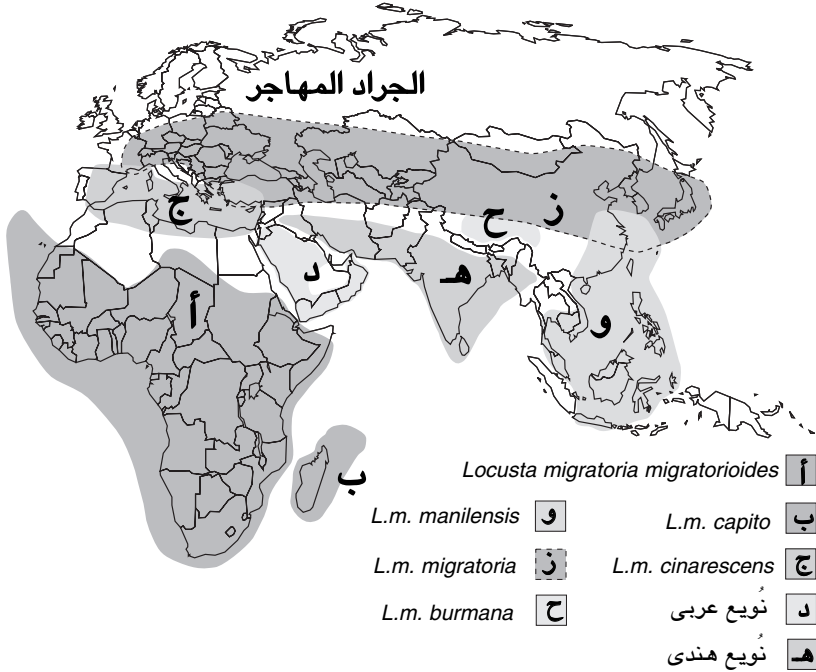 الجراد المهاجر
ج
ز
ح
د
هـ
أ
و
ب
أ Locusta migratoria migratorioides
ب L.m. capito
ج L.m. cinarescens
د نُويع عربى
هـ نُويع هندى
و L.m. manilensis
ز L.m. migratoria
ح L.m. burmana